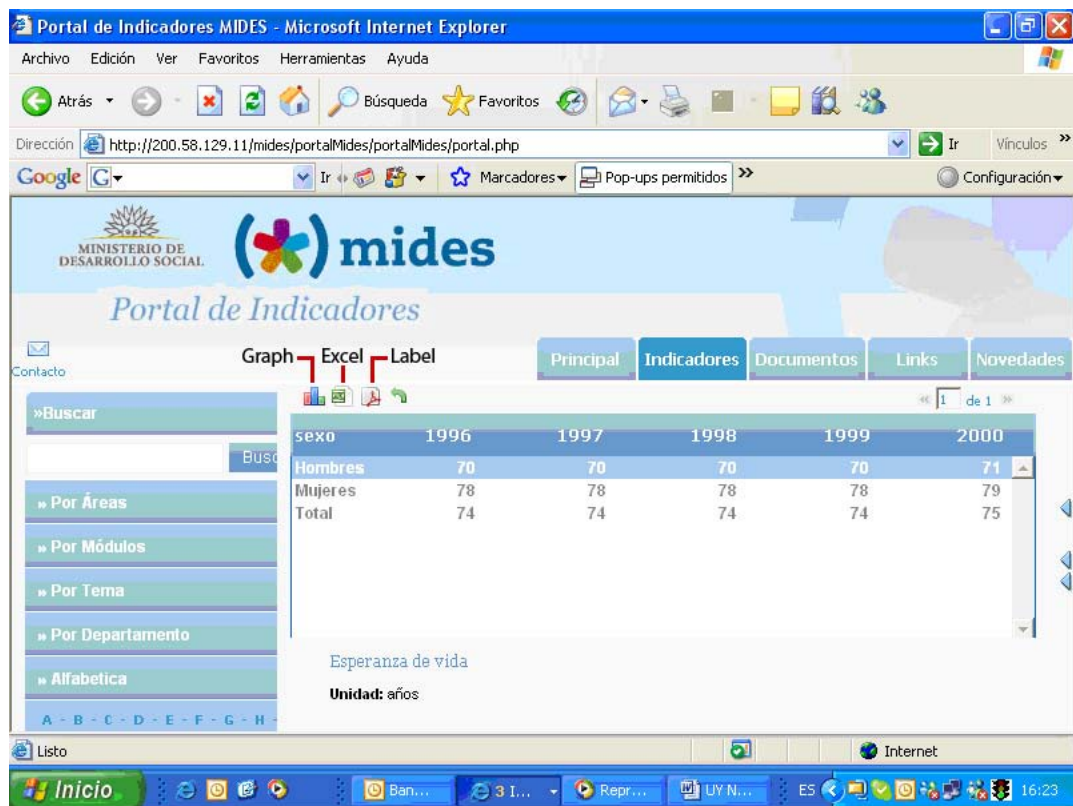 Portal de Indicadores MIDES - Microsoft Internet Explorer
Archivo Edición Ver Favoritos Herramientas Ayuda
Atrás Búsqueda Favoritos
Dirección http://200.58.129.11/mides/portalMides/portalMides/portal.php Ir Vínculos »
Google G Ir Marcadores Pop-ups permitidos » Configuración
MINISTERIO DE
DESARROLLO SOCIAL
(*) mides
Portal de Indicadores
Contacto
Graph Excel Label
Principal Indicadores Documentos Links Novedades
« 1 de 1 »
»Buscar
Busc
» Por Áreas
» Por Módulos
» Por Tema
» Por Departamento
» Alfabetica
A - B - C - D - E - F - G - H -
sexo 1996 1997 1998 1999 2000
Hombres 70 70 70 70 71
Mujeres 78 78 78 78 79
Total 74 74 74 74 75
Esperanza de vida
Unidad: años
Listo Internet
Inicio Ban... 3 I... Repr... UY N... ES 16:23